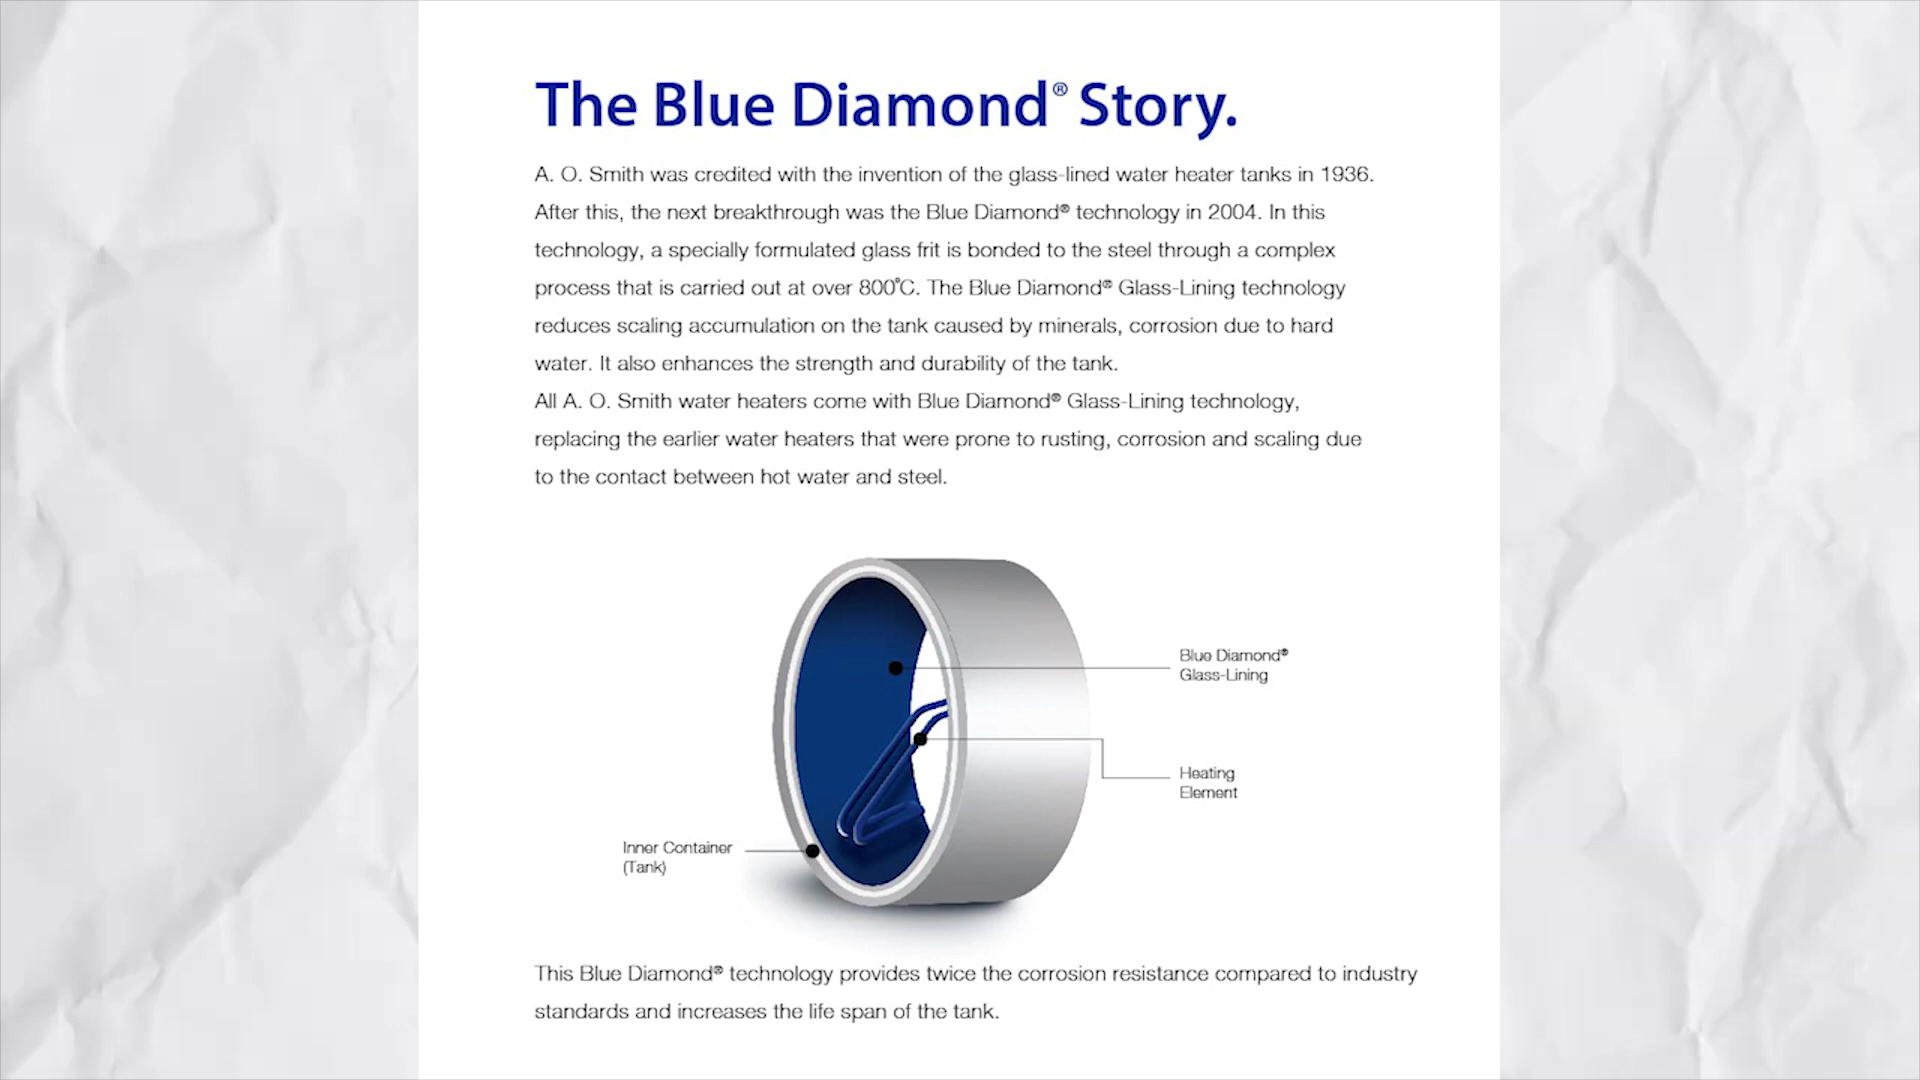 The Blue Diamond® Story.
A. O. Smith was credited with the invention of the glass-lined water heater tanks in 1936.
After this, the next breakthrough was the Blue Diamond® technology in 2004. In this
technology, a specially formulated glass frit is bonded to the steel through a complex
process that is carried out at over 800°C. The Blue Diamond® Glass-Lining technology
reduces scaling accumulation on the tank caused by minerals, corrosion due to hard
water. It also enhances the strength and durability of the tank.
All A. O. Smith water heaters come with Blue Diamond® Glass-Lining technology,
replacing the earlier water heaters that were prone to rusting, corrosion and scaling due
to the contact between hot water and steel.
Blue Diamond®
Glass-Lining
Heating
Element
Inner Container
(Tank)
This Blue Diamond® technology provides twice the corrosion resistance compared to industry
standards and increases the life span of the tank.